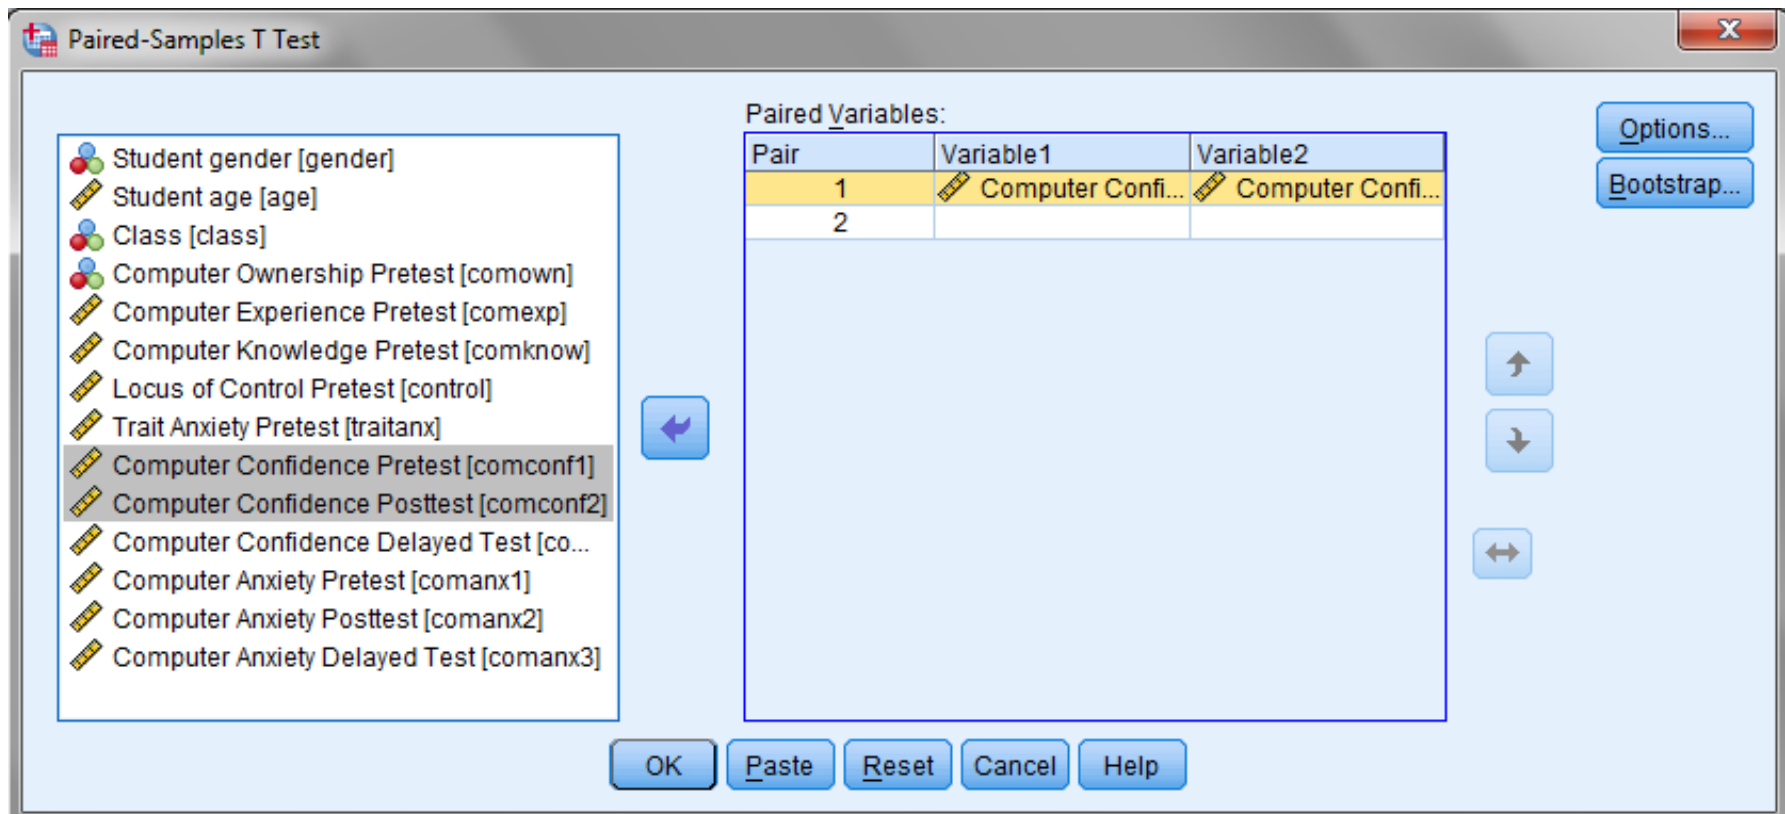 Paired-Samples T Test
Paired Variables:
Student gender [gender]
Student age [age]
Class [class]
Computer Ownership Pretest [comown]
Computer Experience Pretest [comexp]
Computer Knowledge Pretest [comknow]
Locus of Control Pretest [control]
Trait Anxiety Pretest [traitanx]
Computer Confidence Pretest [comconf1]
Computer Confidence Posttest [comconf2]
Computer Confidence Delayed Test [co...
Computer Anxiety Pretest [comanx1]
Computer Anxiety Posttest [comanx2]
Computer Anxiety Delayed Test [comanx3]
Pair Variable1 Variable2
1 Computer Confi... Computer Confi...
2
Options...
Bootstrap...
OK Paste Reset Cancel Help